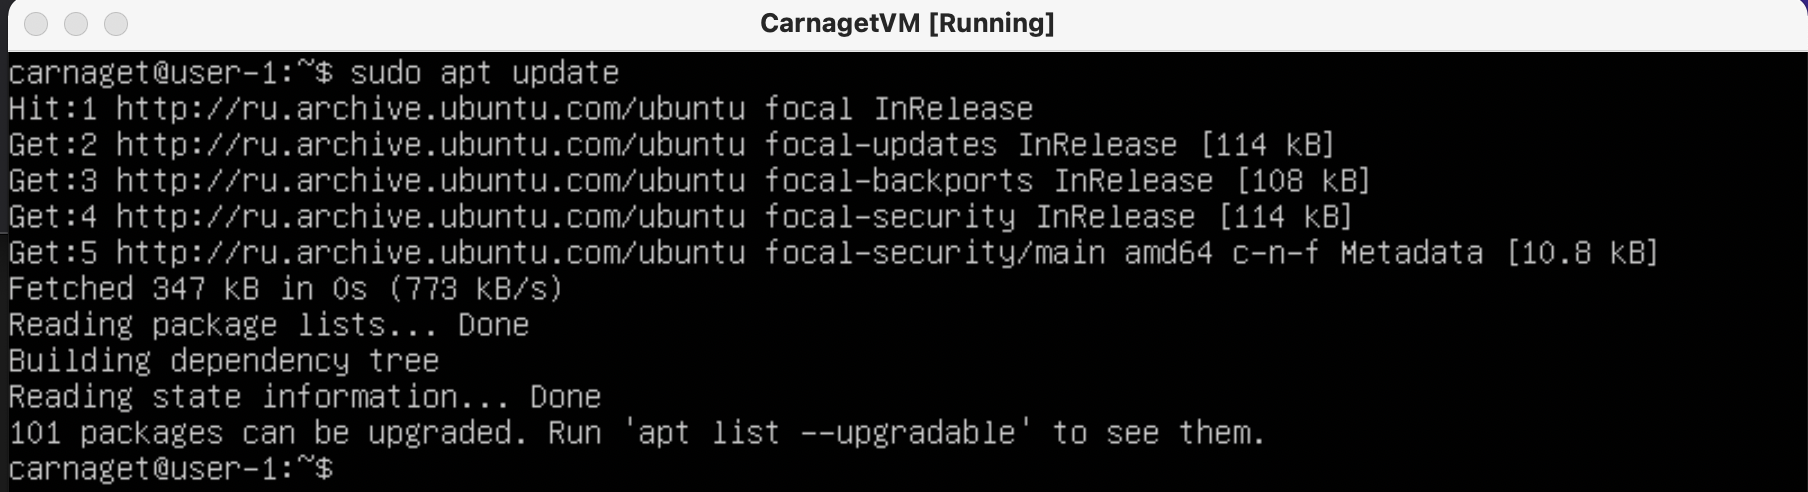 CarnagetVM [Running]
carnaget@user-1:~$ sudo apt update
Hit:1 http://ru.archive.ubuntu.com/ubuntu focal InRelease
Get:2 http://ru.archive.ubuntu.com/ubuntu focal-updates InRelease [114 kB]
Get:3 http://ru.archive.ubuntu.com/ubuntu focal-backports InRelease [108 kB]
Get:4 http://ru.archive.ubuntu.com/ubuntu focal-security InRelease [114 kB]
Get:5 http://ru.archive.ubuntu.com/ubuntu focal-security/main amd64 c-n-f Metadata [10.8 kB]
Fetched 347 kB in 0s (773 kB/s)
Reading package lists... Done
Building dependency tree
Reading state information... Done
101 packages can be upgraded. Run 'apt list --upgradable' to see them.
carnaget@user-1:~$